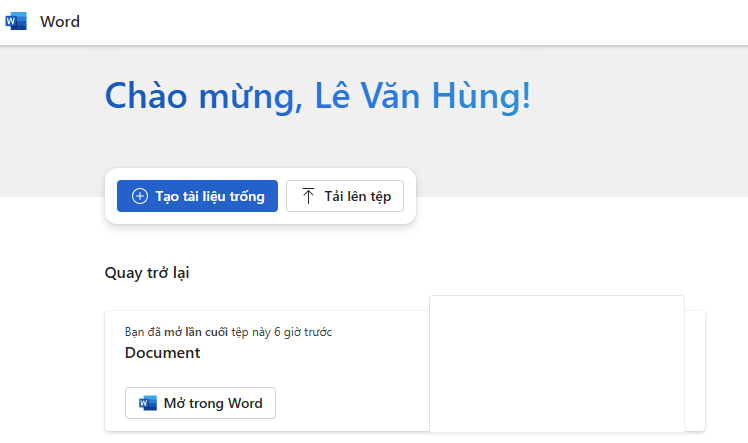 Word
Chào mừng, Lê Văn Hùng!
Tạo tài liệu trống
Tải lên tệp
Quay trở lại
Bạn đã mở lần cuối tệp này 6 giờ trước
Document
Mở trong Word